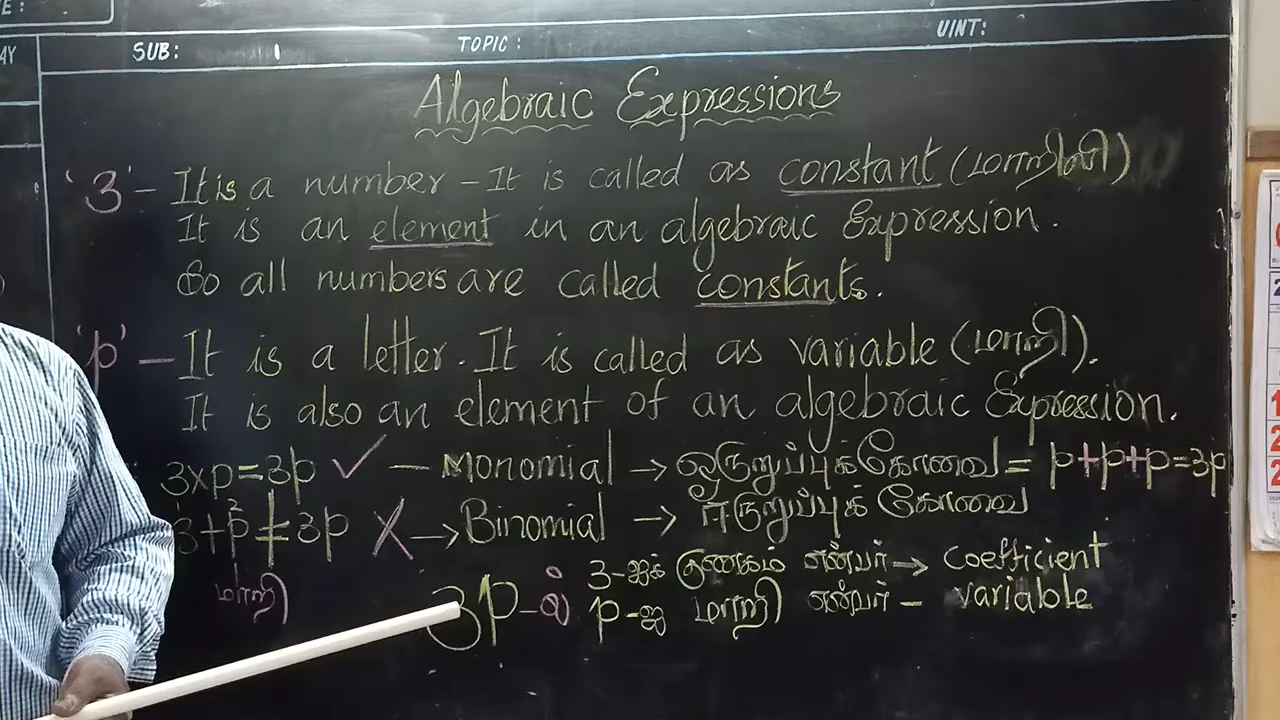 E:
AY
SUB:
TOPIC:
UINT:
Algebraic Expressions
'3' - It is a number - It is called as constant (மாறிலி)
It is an element in an algebraic Expression.
So all numbers are called constants.
'p' - It is a letter. It is called as variable (மாறி).
It is also an element of an algebraic Expression.
3xp=3p ✓ - Monomial → ஒருறுப்புக்கோவை = p+p+p=3p
3+p≠3p X → Binomial → ஈருறுப்புக் கோவை
மாறி
3p-ல் 3-ஐக் குணகம் என்பர் → coefficient
p-ஐ மாறி என்பர் - variable